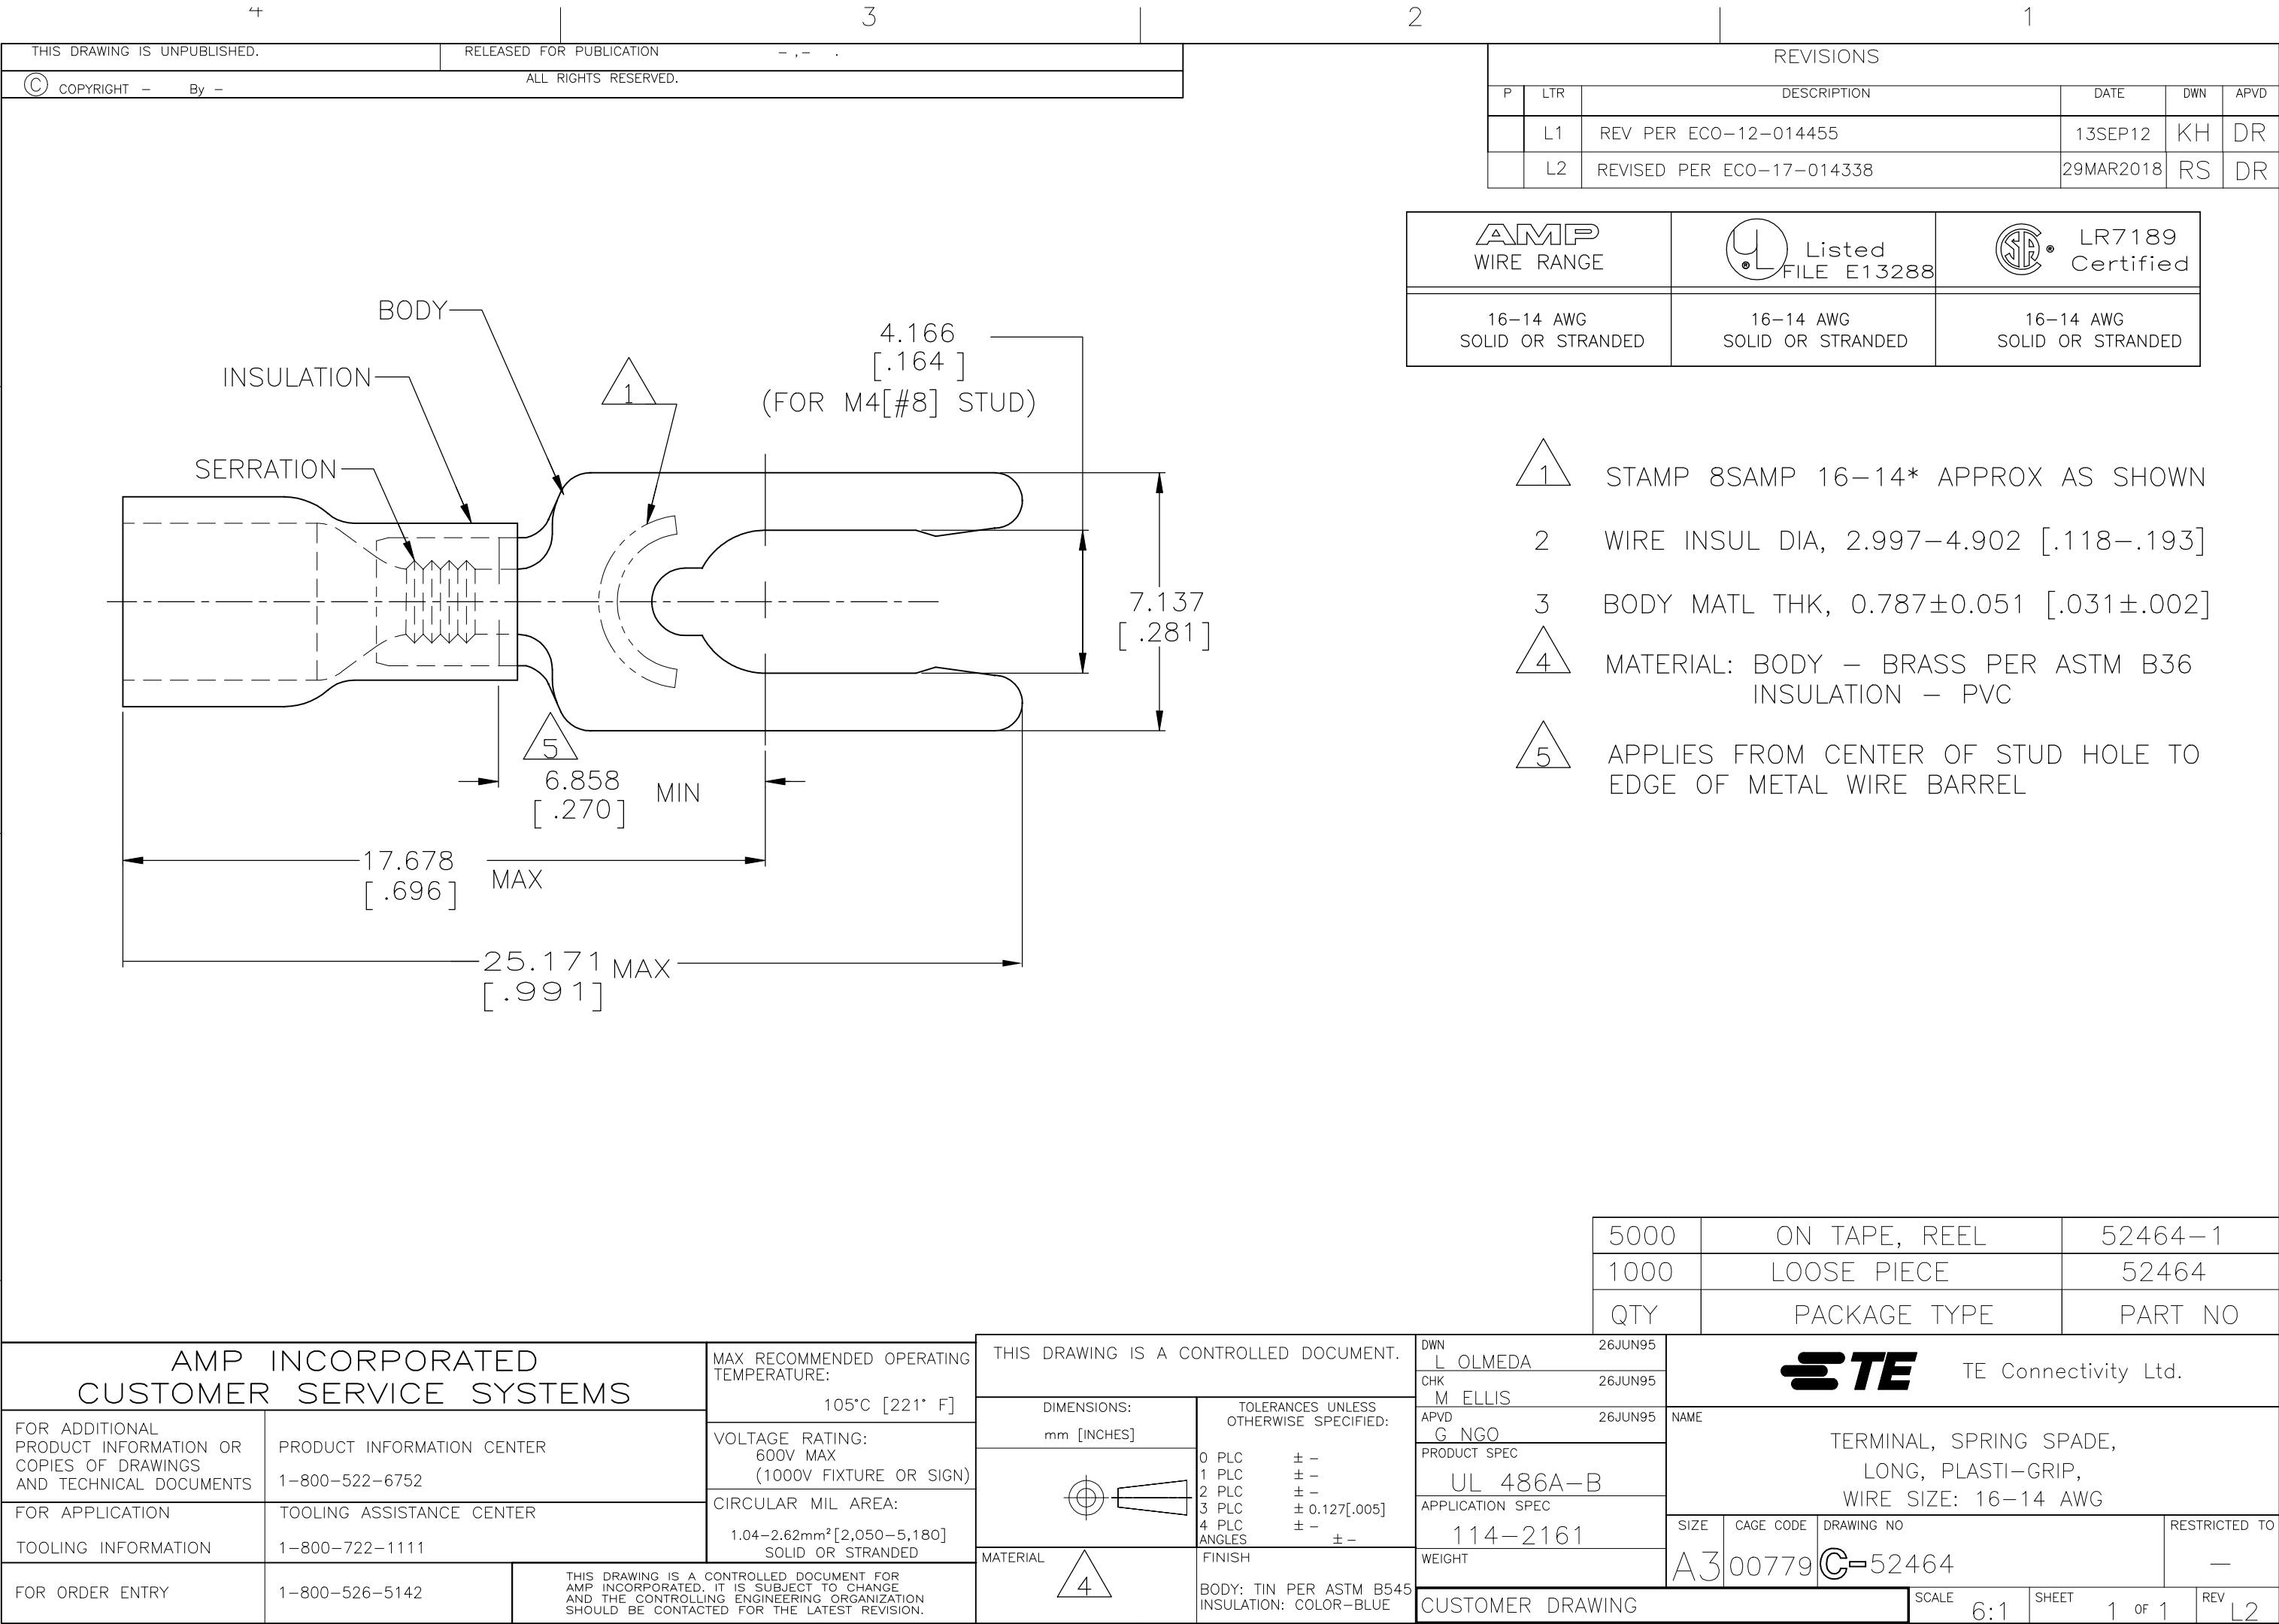 4
3
2
1
THIS DRAWING IS UNPUBLISHED.
RELEASED FOR PUBLICATION - ,- .
© COPYRIGHT - By -
ALL RIGHTS RESERVED.
REVISIONS
P LTR DESCRIPTION DATE DWN APVD
L1 REV PER ECO-12-014455 13SEP12 KH DR
L2 REVISED PER ECO-17-014338 29MAR2018 RS DR
AMP
WIRE RANGE
UL ® Listed
FILE E13288
SA ® LR7189
Certified
16-14 AWG
SOLID OR STRANDED
16-14 AWG
SOLID OR STRANDED
16-14 AWG
SOLID OR STRANDED
BODY
INSULATION
SERRATION
1
4.166
[.164 ]
(FOR M4[#8] STUD)
7.137
[ .281]
5
6.858
[ .270]
MIN
17.678
[ .696]
MAX
25.171
[.991]
MAX
1 STAMP 8SAMP 16-14* APPROX AS SHOWN
2 WIRE INSUL DIA, 2.997-4.902 [.118-.193]
3 BODY MATL THK, 0.787±0.051 [.031±.002]
4 MATERIAL: BODY - BRASS PER ASTM B36
INSULATION - PVC
5 APPLIES FROM CENTER OF STUD HOLE TO
EDGE OF METAL WIRE BARREL
5000 ON TAPE, REEL 52464-1
1000 LOOSE PIECE 52464
QTY PACKAGE TYPE PART NO
AMP INCORPORATED
CUSTOMER SERVICE SYSTEMS
FOR ADDITIONAL
PRODUCT INFORMATION OR
COPIES OF DRAWINGS
AND TECHNICAL DOCUMENTS
PRODUCT INFORMATION CENTER
1-800-522-6752
FOR APPLICATION
TOOLING INFORMATION
TOOLING ASSISTANCE CENTER
1-800-722-1111
FOR ORDER ENTRY
1-800-526-5142
THIS DRAWING IS A CONTROLLED DOCUMENT FOR
AMP INCORPORATED. IT IS SUBJECT TO CHANGE
AND THE CONTROLLING ENGINEERING ORGANIZATION
SHOULD BE CONTACTED FOR THE LATEST REVISION.
MAX RECOMMENDED OPERATING
TEMPERATURE:
105°C [221° F]
VOLTAGE RATING:
600V MAX
(1000V FIXTURE OR SIGN)
CIRCULAR MIL AREA:
1.04-2.62mm²[2,050-5,180]
SOLID OR STRANDED
THIS DRAWING IS A CONTROLLED DOCUMENT.
DIMENSIONS:
mm [INCHES]
TOLERANCES UNLESS
OTHERWISE SPECIFIED:
0 PLC ± -
1 PLC ± -
2 PLC ± -
3 PLC ± 0.127[.005]
4 PLC ± -
ANGLES ± -
MATERIAL
4
FINISH
BODY: TIN PER ASTM B545
INSULATION: COLOR-BLUE
DWN 26JUN95
L OLMEDA
CHK 26JUN95
M ELLIS
APVD 26JUN95
G NGO
PRODUCT SPEC
UL 486A-B
APPLICATION SPEC
114-2161
WEIGHT
CUSTOMER DRAWING
TE TE Connectivity Ltd.
NAME
TERMINAL, SPRING SPADE,
LONG, PLASTI-GRIP,
WIRE SIZE: 16-14 AWG
SIZE CAGE CODE DRAWING NO RESTRICTED TO
A3 00779 C-52464 -
SCALE 6:1 SHEET 1 OF 1 REV L2